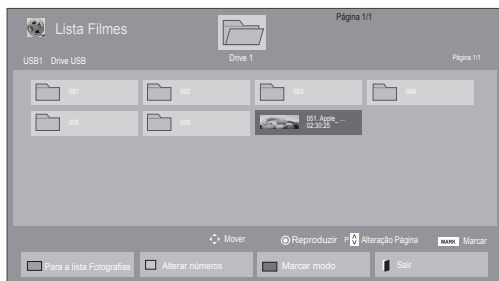 Lista Filmes
Página 1/1
Drive 1
USB1 Drive USB
Página 1/1
001
002
003
004
005
006
051. Apple_ ...
02:30:25
Mover
Reproduzir
P Alteração Página
MARK Marcar
Para a lista Fotografias
Alterar números
Marcar modo
Sair